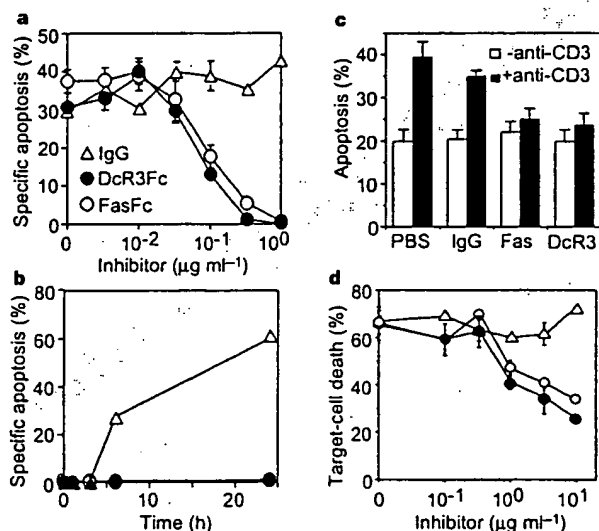 a
Specific apoptosis (%)
50
40
30
20
10
0
△ IgG
● DcR3Fc
○ FasFc
0 10⁻² 10⁻¹ 10⁰
Inhibitor (µg ml⁻¹)
b
Specific apoptosis (%)
80
60
40
20
0
0 10 20
Time (h)
c
Apoptosis (%)
40
30
20
10
0
-anti-CD3
+anti-CD3
PBS IgG Fas DcR3
d
Target-cell death (%)
80
60
40
20
0
0 10⁻¹ 10⁰ 10¹
Inhibitor (µg ml⁻¹)